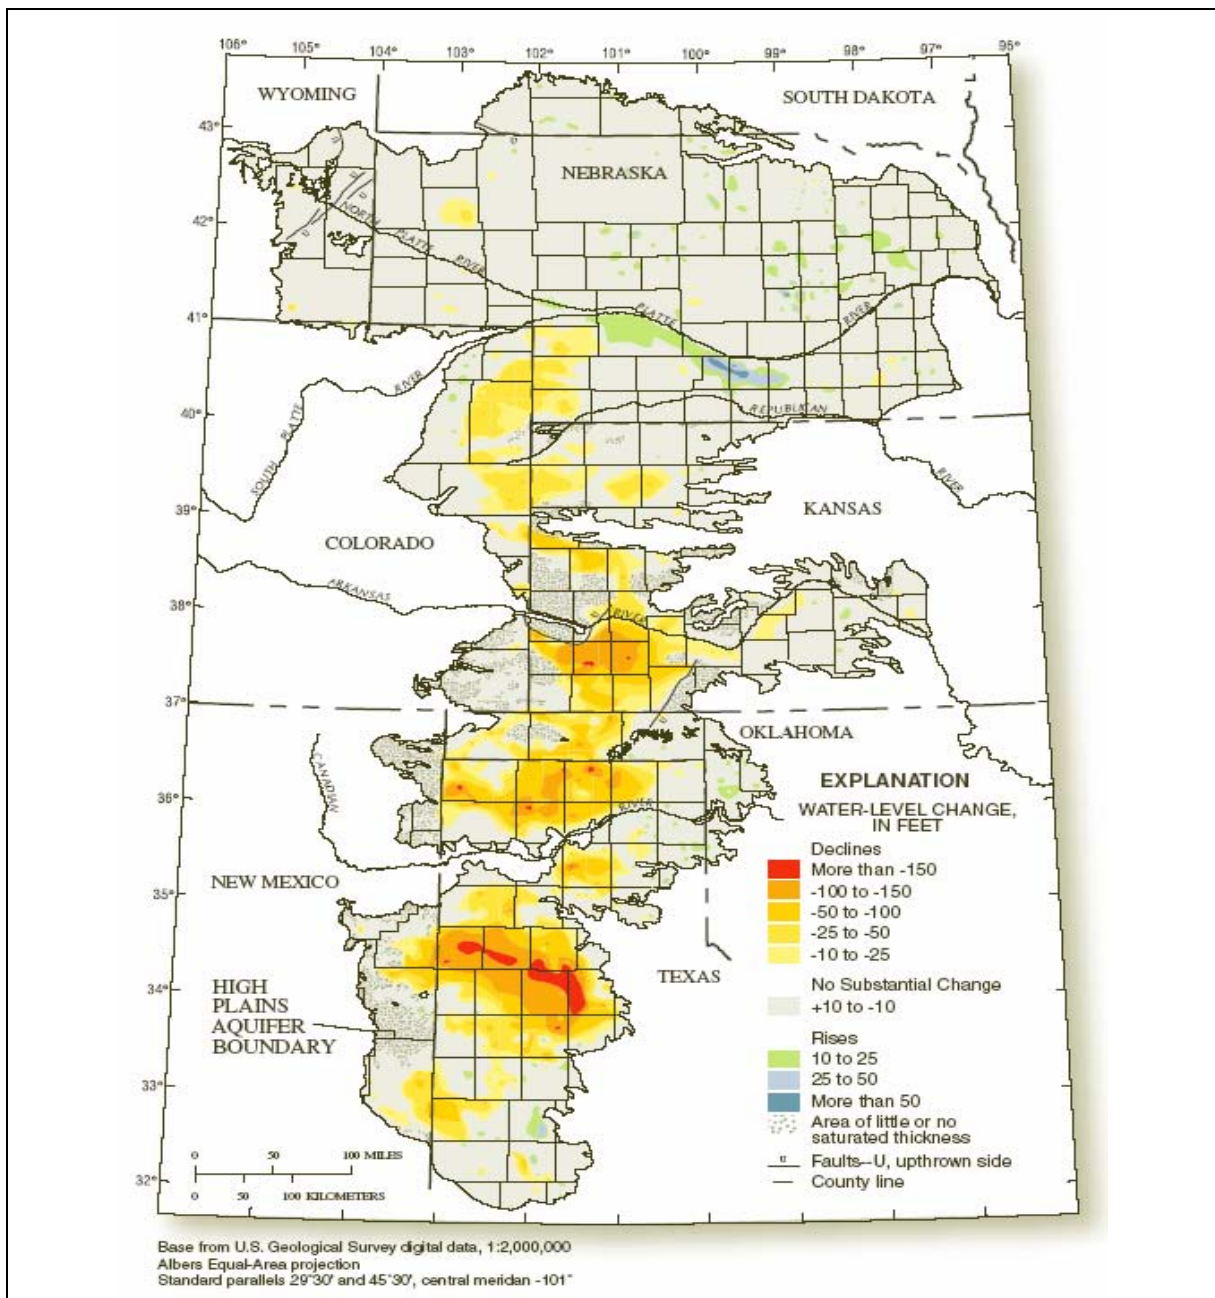 106° 105° 104° 103° 102° 101° 100° 99° 98° 97° 96°
WYOMING
SOUTH DAKOTA
43°
NEBRASKA
42°
NORTH PLATTE RIVER
41°
PLATTE RIVER
40°
SOUTH PLATTE RIVER
REPUBLICAN RIVER
39°
KANSAS
COLORADO
ARKANSAS RIVER
38°
37°
OKLAHOMA
CANADIAN RIVER
36°
EXPLANATION
WATER-LEVEL CHANGE,
IN FEET
Declines
More than -150
-100 to -150
-50 to -100
-25 to -50
-10 to -25
No Substantial Change
+10 to -10
Rises
10 to 25
25 to 50
More than 50
Area of little or no
saturated thickness
U
Faults--U, upthrown side
County line
35°
NEW MEXICO
TEXAS
34°
HIGH
PLAINS
AQUIFER
BOUNDARY
33°
32°
0 50 100 MILES
0 50 100 KILOMETERS
Base from U.S. Geological Survey digital data, 1:2,000,000
Albers Equal-Area projection
Standard parallels 29°30' and 45°30', central meridian -101°